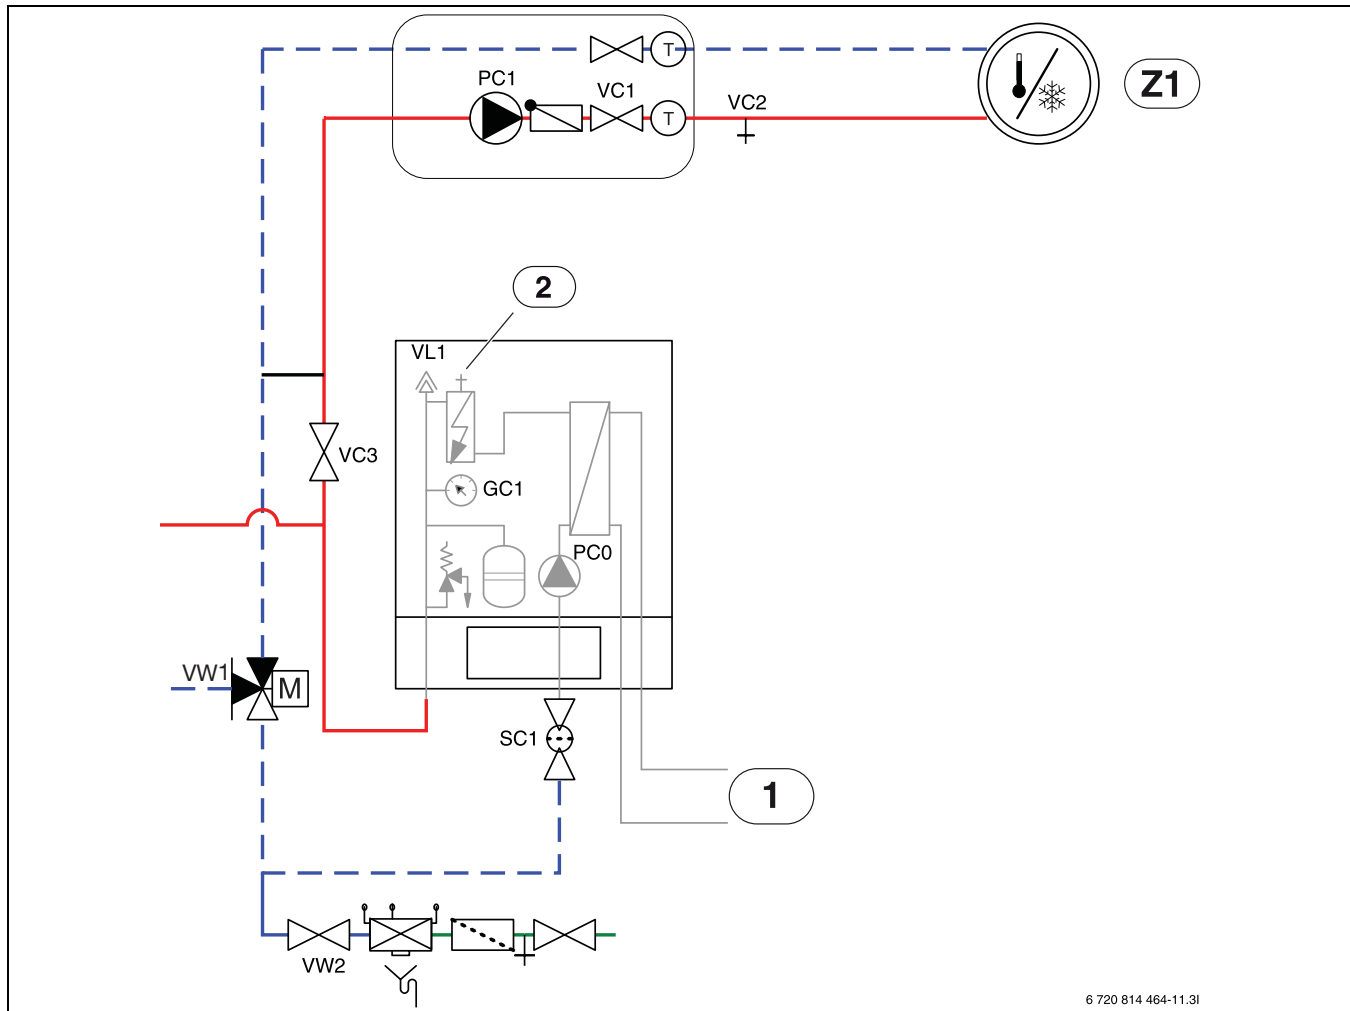 T
PC1
VC1
T
VC2
Z1
2
VL1
VC3
GC1
PC0
VW1
M
SC1
1
VW2
6 720 814 464-11.3I